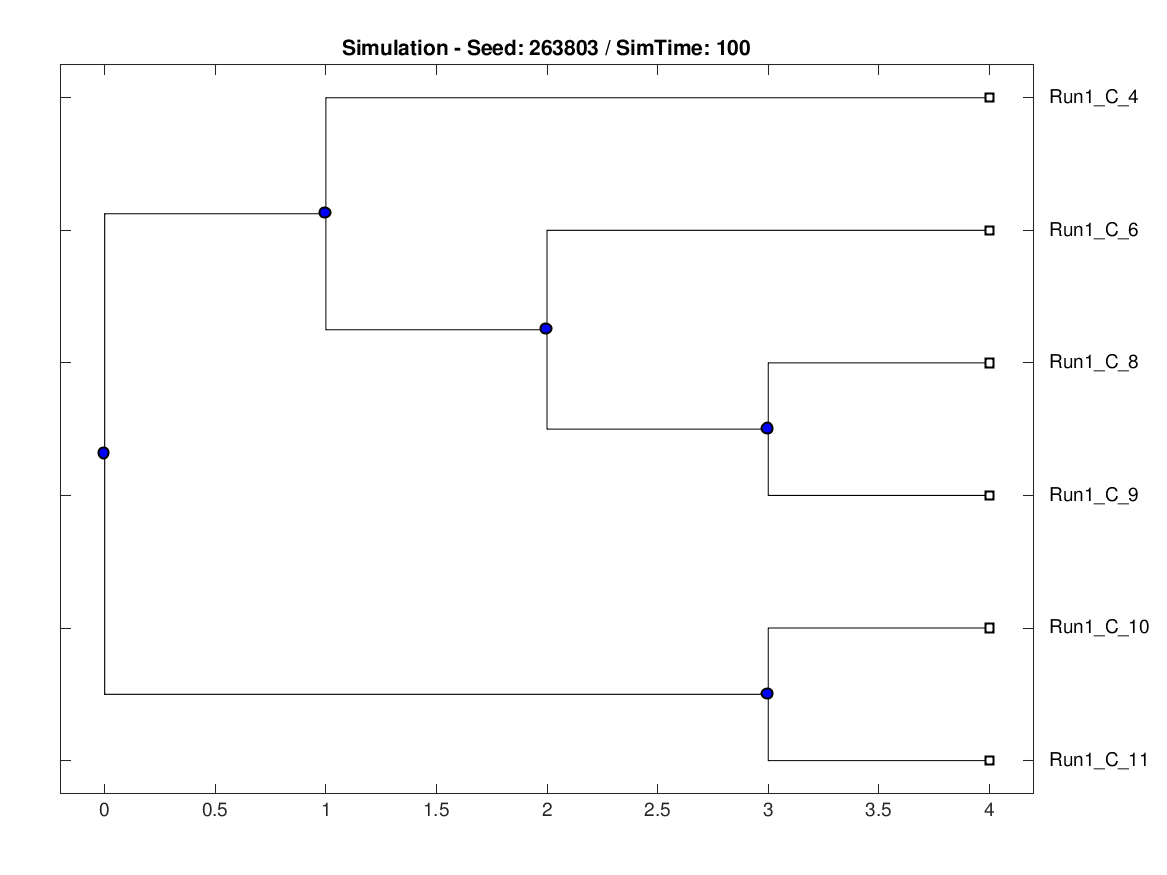 Simulation - Seed: 263803 / SimTime: 100
Run1_C_4
Run1_C_6
Run1_C_8
Run1_C_9
Run1_C_10
Run1_C_11
0 0.5 1 1.5 2 2.5 3 3.5 4